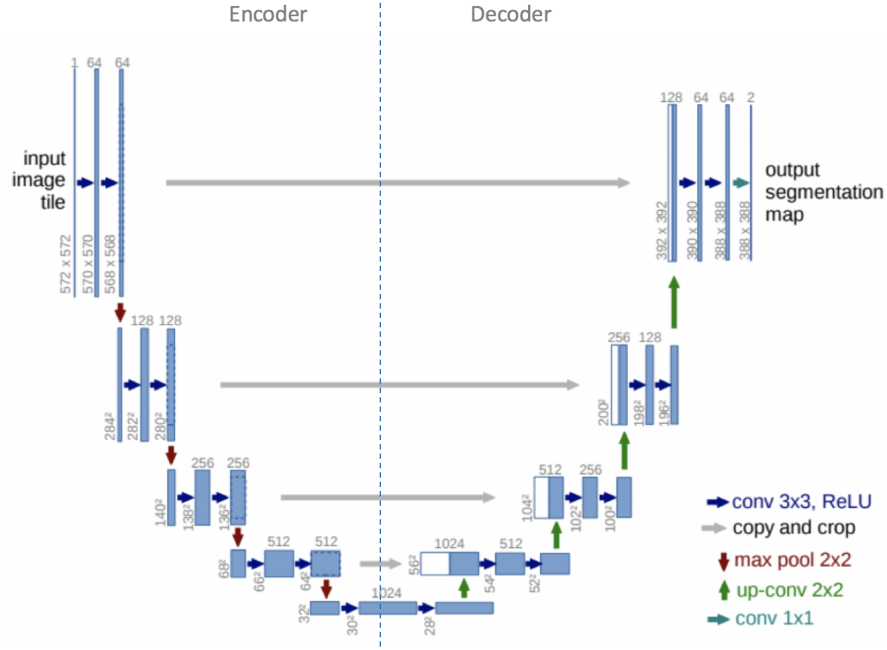 Encoder
Decoder
1 64 64
input
image
tile
572 x 572
570 x 570
568 x 568
128 64 64 2
output
segmentation
map
392 x 392
390 x 390
388 x 388
388 x 388
128 128
284²
282²
280²
256 128
200²
198²
196²
256 256
140²
138²
136²
512 256
104²
102²
100²
512 512
68²
66²
64²
1024 512
56²
54²
52²
1024
32²
30²
28²
conv 3x3, ReLU
copy and crop
max pool 2x2
up-conv 2x2
conv 1x1